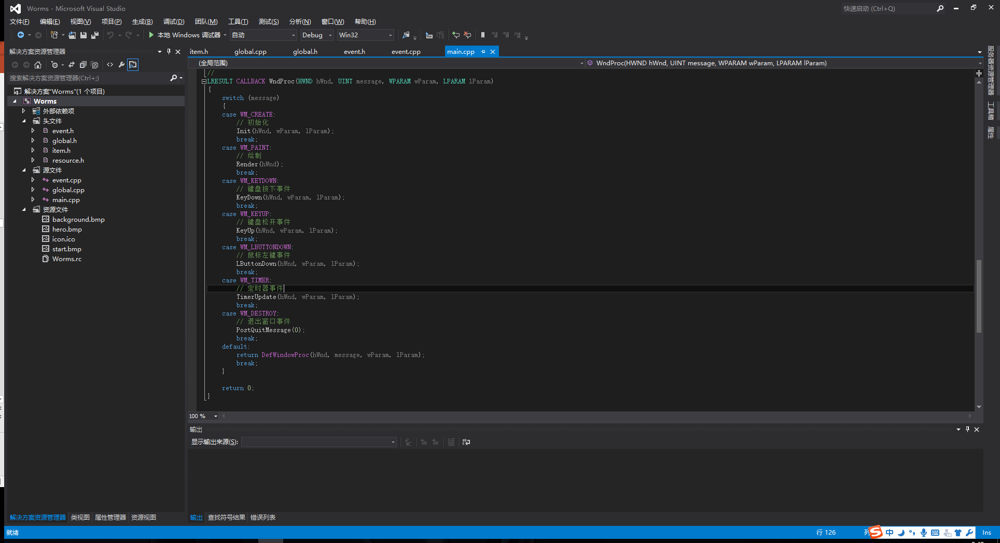 Worms - Microsoft Visual Studio
快速启动 (Ctrl+Q)
文件(F) 编辑(E) 视图(V) 项目(P) 生成(B) 调试(D) 团队(M) 工具(T) 测试(S) 分析(N) 窗口(W) 帮助(H)
本地 Windows 调试器 自动 Debug Win32
解决方案资源管理器
搜索解决方案资源管理器(Ctrl+;)
解决方案"Worms"(1 个项目)
Worms
外部依赖项
头文件
event.h
global.h
item.h
resource.h
源文件
event.cpp
global.cpp
main.cpp
资源文件
background.bmp
hero.bmp
icon.ico
start.bmp
Worms.rc
解决方案资源管理器 类视图 属性管理器 资源视图
item.h global.cpp global.h event.h event.cpp main.cpp
(全局范围) WndProc(HWND hWnd, UINT message, WPARAM wParam, LPARAM lParam)
//
LRESULT CALLBACK WndProc(HWND hWnd, UINT message, WPARAM wParam, LPARAM lParam)
{
switch (message)
{
case WM_CREATE:
// 初始化
Init(hWnd, wParam, lParam);
break;
case WM_PAINT:
// 绘制
Render(hWnd);
break;
case WM_KEYDOWN:
// 键盘按下事件
KeyDown(hWnd, wParam, lParam);
break;
case WM_KEYUP:
// 键盘松开事件
KeyUp(hWnd, wParam, lParam);
break;
case WM_LBUTTONDOWN:
// 鼠标左键事件
LButtonDown(hWnd, wParam, lParam);
break;
case WM_TIMER:
// 定时器事件
TimerUpdate(hWnd, wParam, lParam);
break;
case WM_DESTROY:
// 退出窗口事件
PostQuitMessage(0);
break;
default:
return DefWindowProc(hWnd, message, wParam, lParam);
break;
}
return 0;
}
100 %
输出
显示输出来源(S):
输出 查找符号结果 错误列表
服务器资源管理器
工具箱
属性
就绪 行 126 列 中 Ins